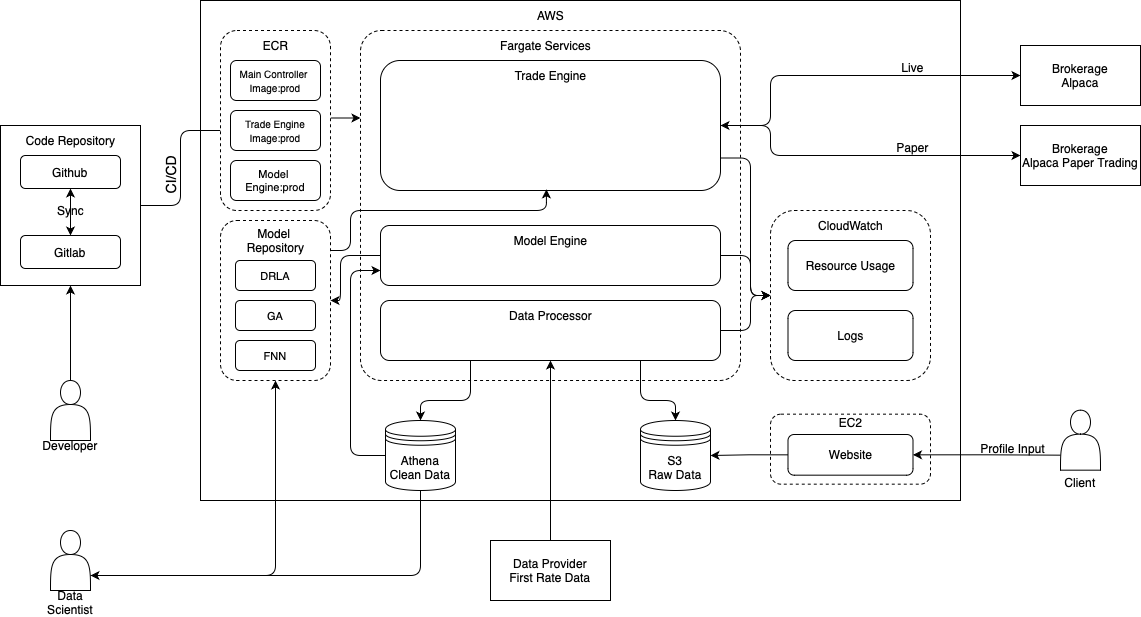 AWS
ECR
Main Controller
Image:prod
Trade Engine
Image:prod
Model
Engine:prod
Fargate Services
Trade Engine
Model Engine
Data Processor
Live
Brokerage
Alpaca
Paper
Brokerage
Alpaca Paper Trading
Code Repository
Github
Sync
Gitlab
CI/CD
Developer
Model
Repository
DRLA
GA
FNN
CloudWatch
Resource Usage
Logs
Athena
Clean Data
S3
Raw Data
EC2
Website
Profile Input
Client
Data
Scientist
Data Provider
First Rate Data